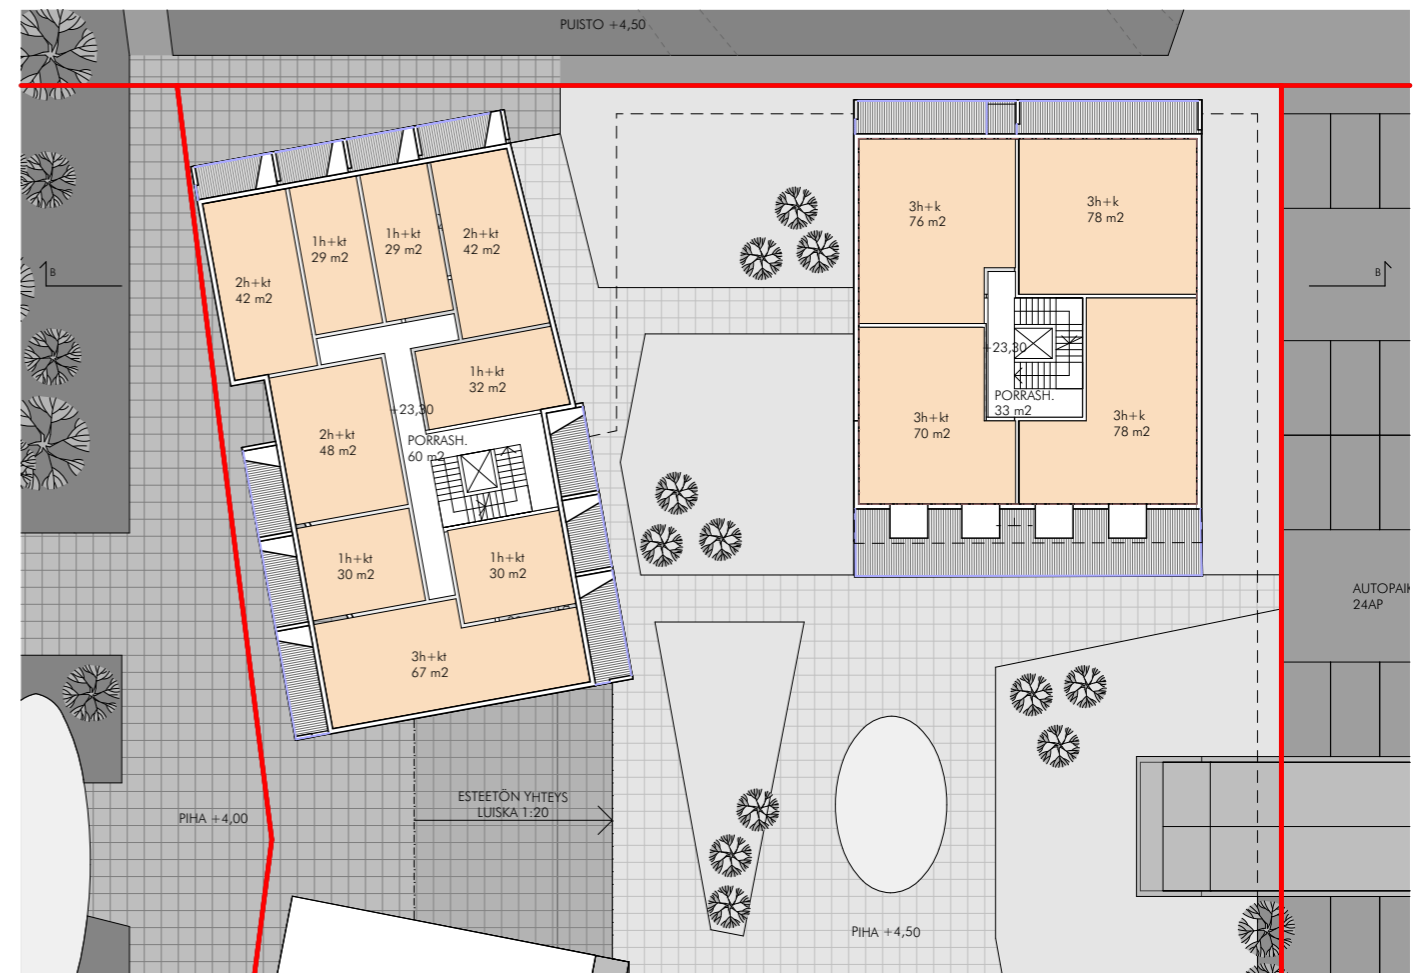 PUISTO +4,50
B
2h+kt
42 m2
1h+kt
29 m2
1h+kt
29 m2
2h+kt
42 m2
1h+kt
32 m2
+23,30
PORRASH.
60 m2
2h+kt
48 m2
1h+kt
30 m2
1h+kt
30 m2
3h+kt
67 m2
3h+k
76 m2
3h+k
78 m2
B
+23,30
PORRASH.
33 m2
3h+kt
70 m2
3h+k
78 m2
AUTOPAIK
24AP
ESTEETÖN YHTEYS
LUISKA 1:20
PIHA +4,00
PIHA +4,50